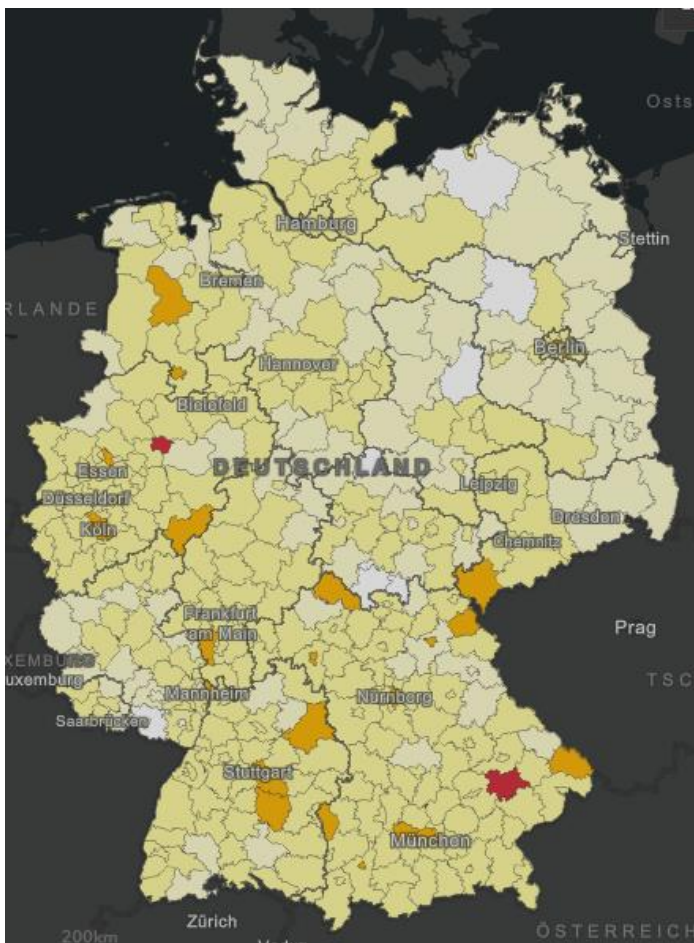 Osts
Hamburg
Stettin
Bremen
RLANDE
Berlin
Hannover
Bielefeld
Essen
DEUTSCHLAND
Leipzig
Düsseldorf
Dresden
Köln
Chemnitz
Frankfurt
am Main
Prag
XEMBURG
uxemburg
TSC
Mannheim
Nürnberg
Saarbrücken
Stuttgart
München
Zürich
200km
ÖSTERREICH